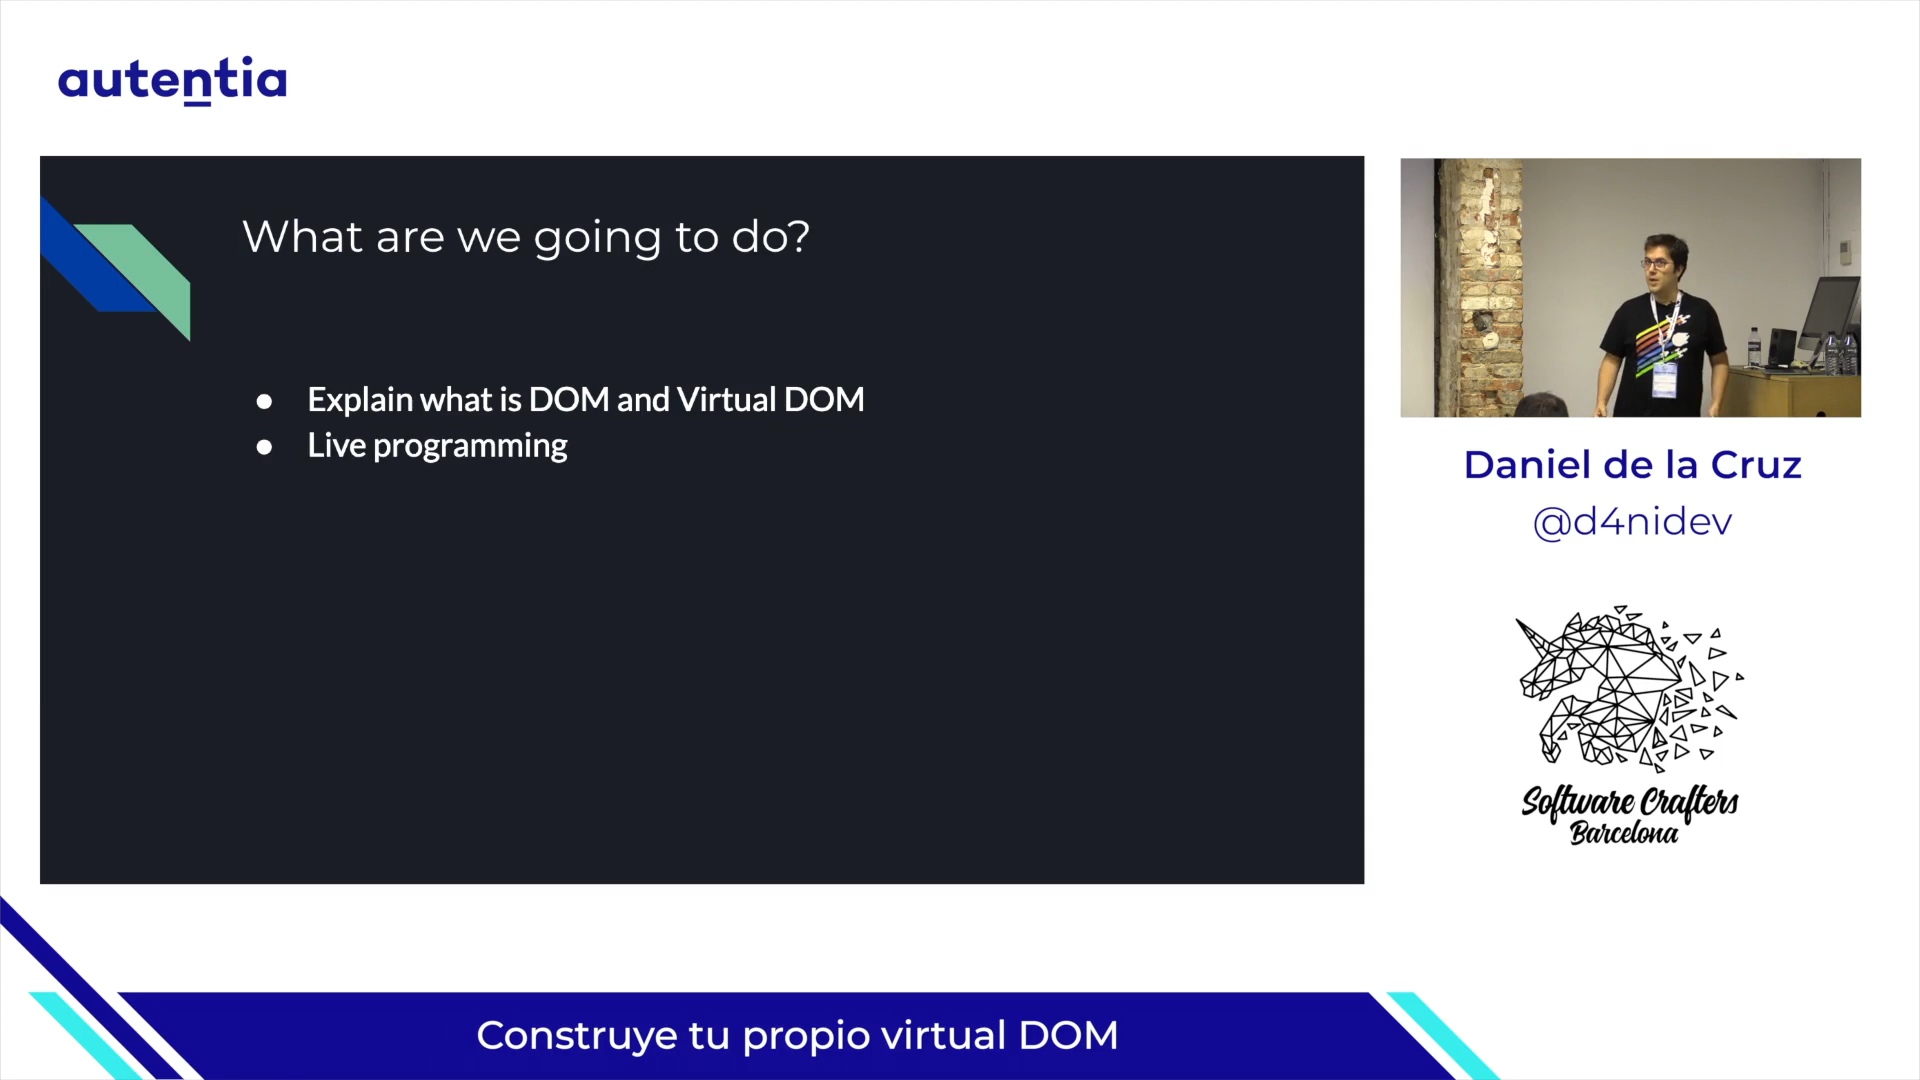 autentia
What are we going to do?
● Explain what is DOM and Virtual DOM
● Live programming
Daniel de la Cruz
@d4nidev
Software Crafters
Barcelona
Construye tu propio virtual DOM